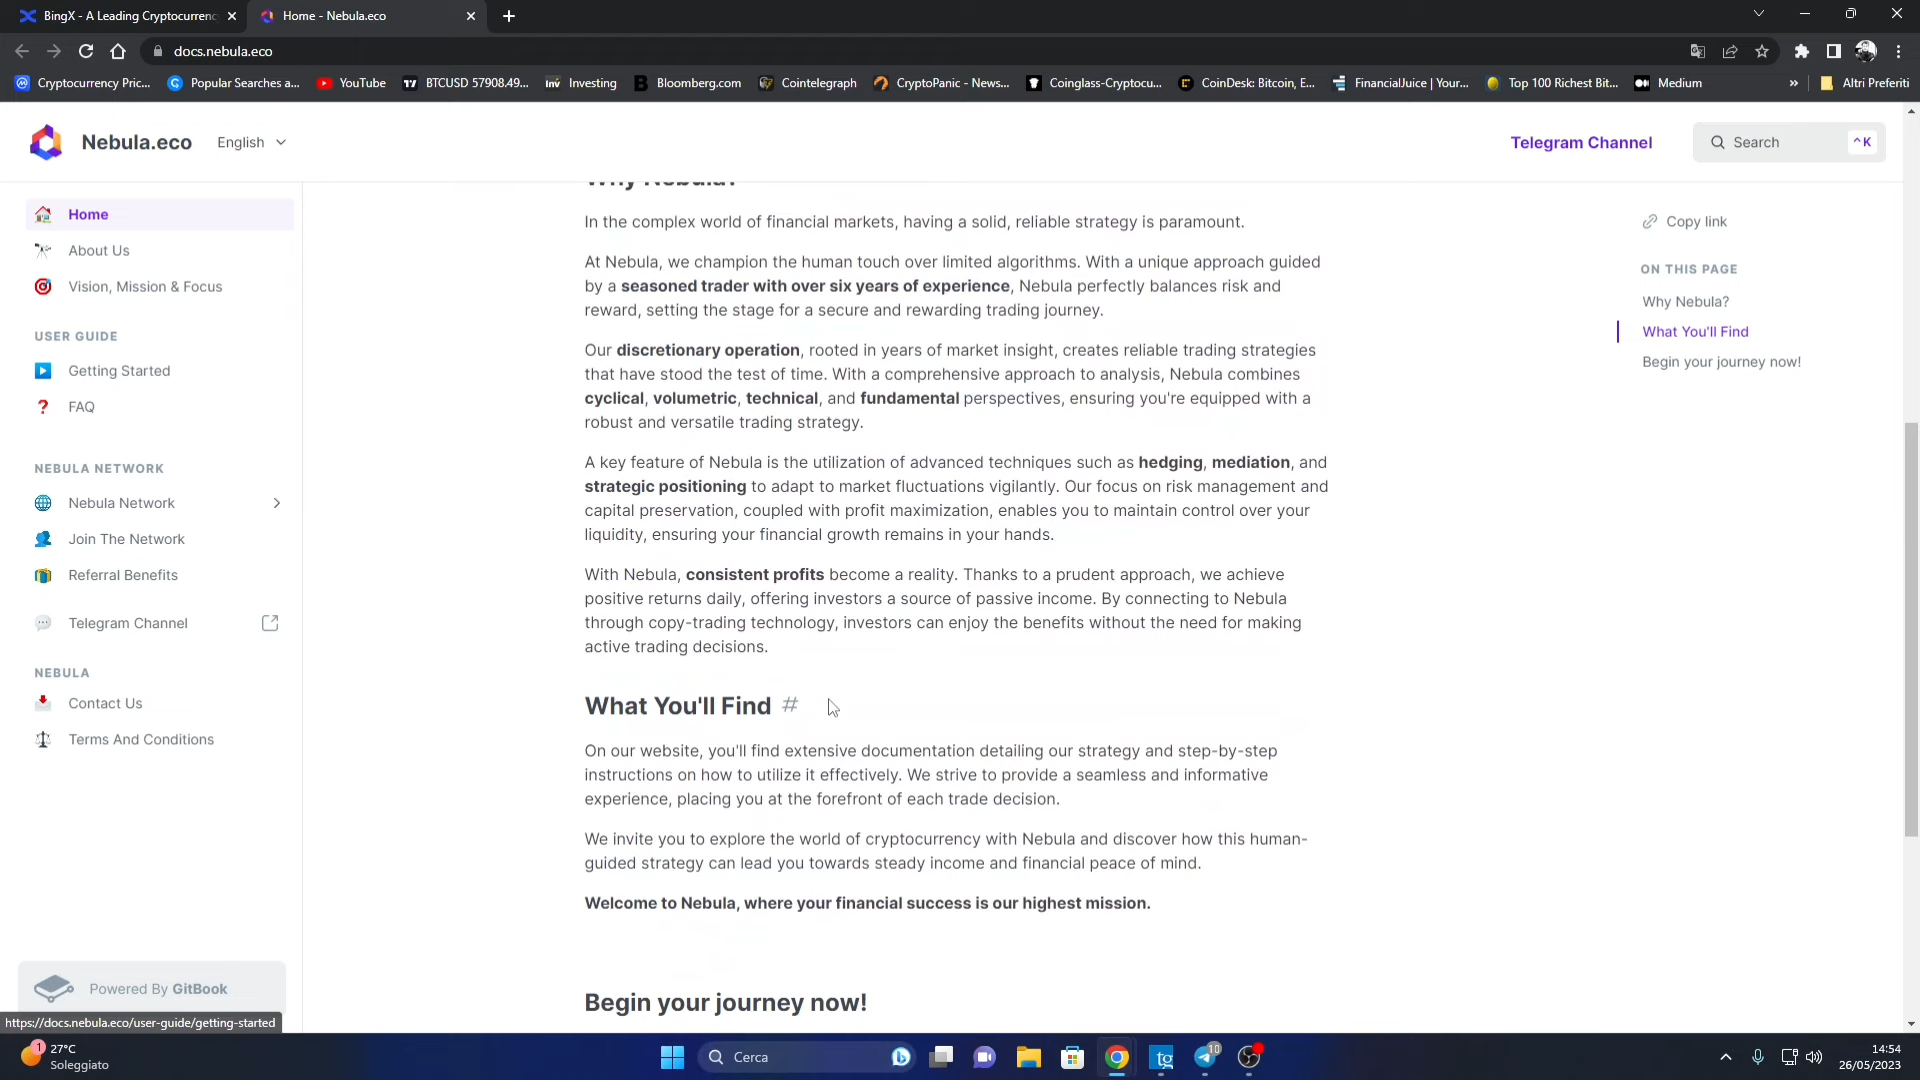 BingX - A Leading Cryptocurrenc
Home - Nebula.eco
docs.nebula.eco
Cryptocurrency Pric...
Popular Searches a...
YouTube
BTCUSD 57908.49...
Investing
Bloomberg.com
Cointelegraph
CryptoPanic - News...
Coinglass-Cryptocu...
CoinDesk: Bitcoin, E...
FinancialJuice | Your...
Top 100 Richest Bit...
Medium
»
Altri Preferiti
Nebula.eco
English
Telegram Channel
Search
^K
Home
About Us
Vision, Mission & Focus
USER GUIDE
Getting Started
FAQ
NEBULA NETWORK
Nebula Network
Join The Network
Referral Benefits
Telegram Channel
NEBULA
Contact Us
Terms And Conditions
Powered By GitBook
https://docs.nebula.eco/user-guide/getting-started
Why Nebula?
In the complex world of financial markets, having a solid, reliable strategy is paramount.
At Nebula, we champion the human touch over limited algorithms. With a unique approach guided
by a seasoned trader with over six years of experience, Nebula perfectly balances risk and
reward, setting the stage for a secure and rewarding trading journey.
Our discretionary operation, rooted in years of market insight, creates reliable trading strategies
that have stood the test of time. With a comprehensive approach to analysis, Nebula combines
cyclical, volumetric, technical, and fundamental perspectives, ensuring you're equipped with a
robust and versatile trading strategy.
A key feature of Nebula is the utilization of advanced techniques such as hedging, mediation, and
strategic positioning to adapt to market fluctuations vigilantly. Our focus on risk management and
capital preservation, coupled with profit maximization, enables you to maintain control over your
liquidity, ensuring your financial growth remains in your hands.
With Nebula, consistent profits become a reality. Thanks to a prudent approach, we achieve
positive returns daily, offering investors a source of passive income. By connecting to Nebula
through copy-trading technology, investors can enjoy the benefits without the need for making
active trading decisions.
What You'll Find #
On our website, you'll find extensive documentation detailing our strategy and step-by-step
instructions on how to utilize it effectively. We strive to provide a seamless and informative
experience, placing you at the forefront of each trade decision.
We invite you to explore the world of cryptocurrency with Nebula and discover how this human-
guided strategy can lead you towards steady income and financial peace of mind.
Welcome to Nebula, where your financial success is our highest mission.
Begin your journey now!
Copy link
ON THIS PAGE
Why Nebula?
What You'll Find
Begin your journey now!
1
27°C
Soleggiato
Cerca
tg
10
14:54
26/05/2023